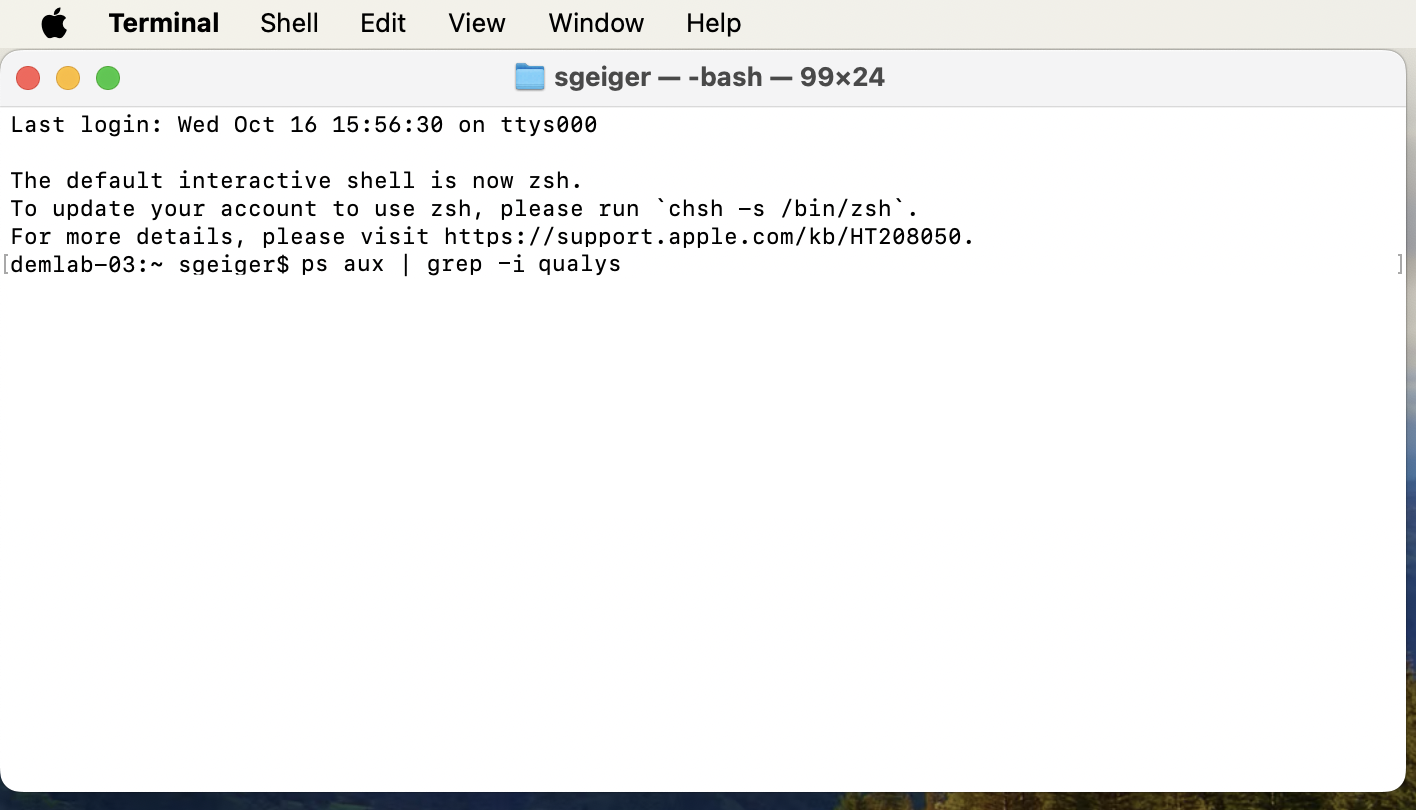 Terminal Shell Edit View Window Help
sgeiger — -bash — 99×24
Last login: Wed Oct 16 15:56:30 on ttys000
The default interactive shell is now zsh.
To update your account to use zsh, please run `chsh -s /bin/zsh`.
For more details, please visit https://support.apple.com/kb/HT208050.
[demlab-03:~ sgeiger$ ps aux | grep -i qualys ]